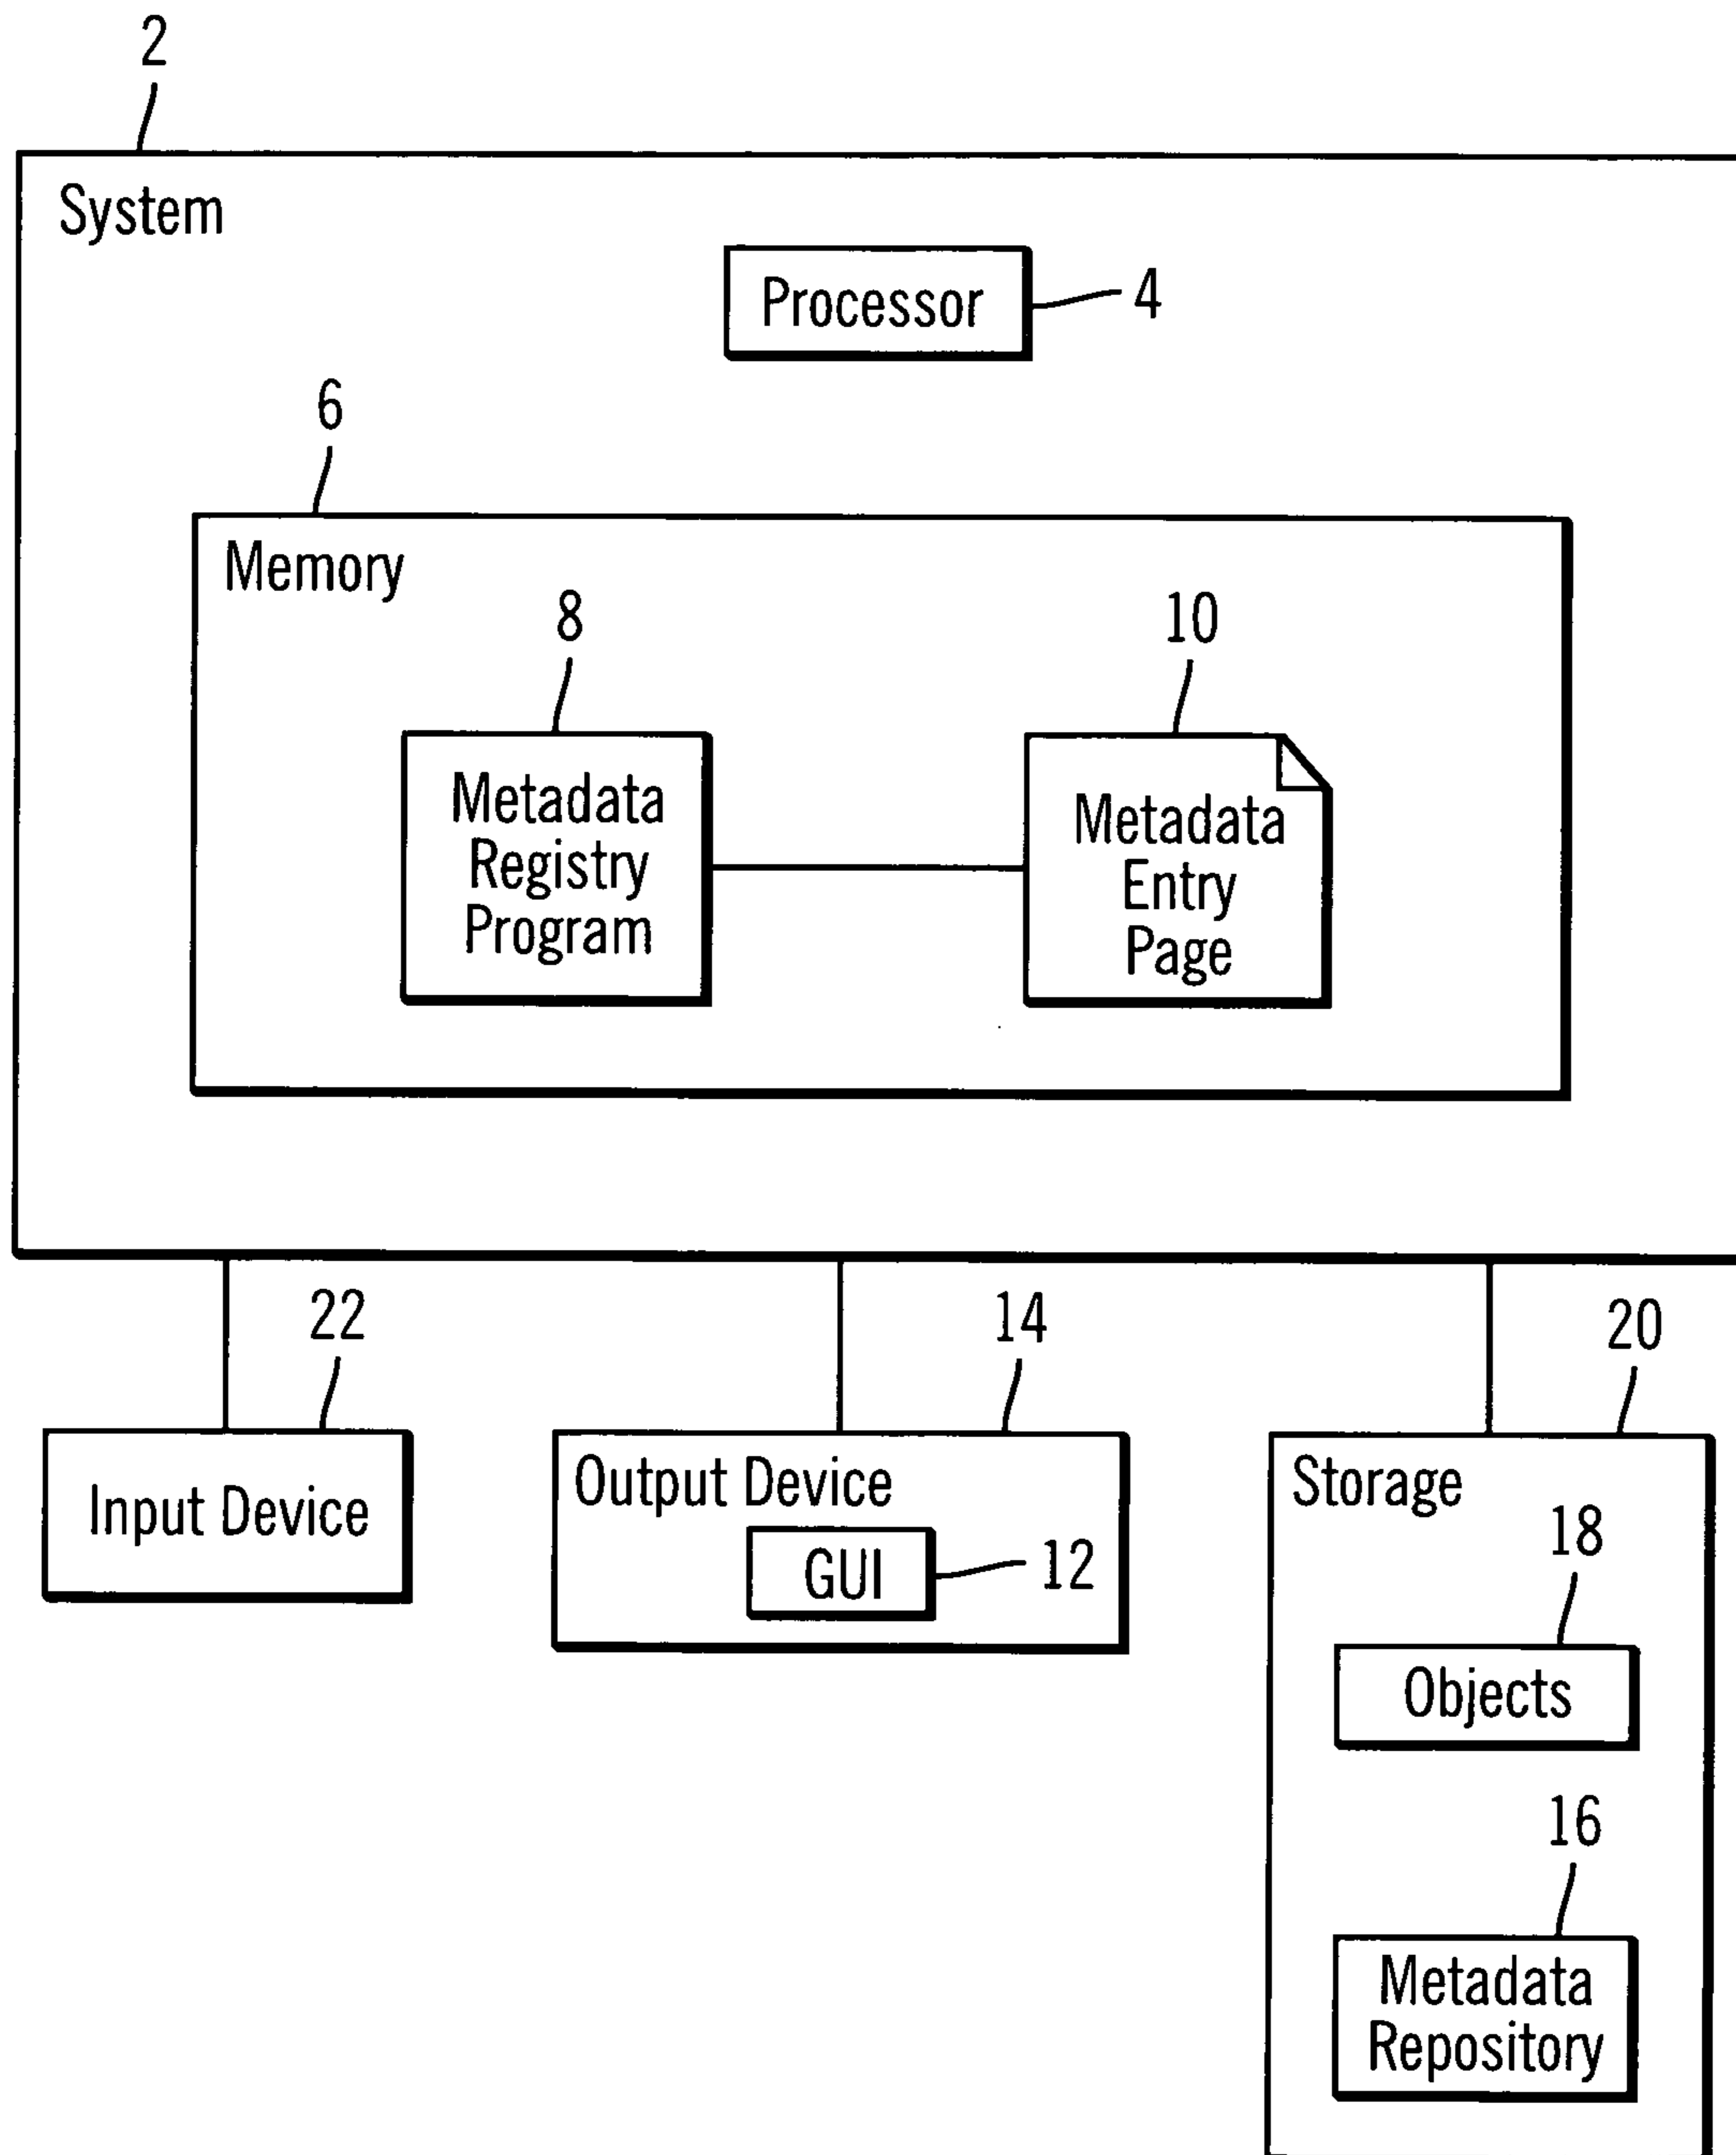 2
System
Processor
4
6
Memory
8
10
Metadata
Registry
Program
Metadata
Entry
Page
22
14
20
Input Device
Output Device
GUI
12
Storage
18
Objects
16
Metadata
Repository